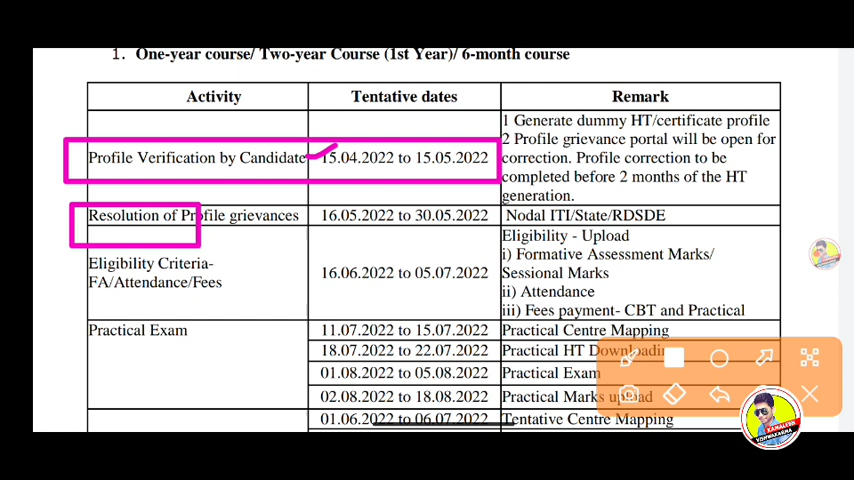 1. One-year course/ Two-year Course (1st Year)/ 6-month course
Activity Tentative dates Remark
Profile Verification by Candidate 15.04.2022 to 15.05.2022
1 Generate dummy HT/certificate profile
2 Profile grievance portal will be open for
correction. Profile correction to be
completed before 2 months of the HT
generation.
Resolution of Profile grievances 16.05.2022 to 30.05.2022 Nodal ITI/State/RDSDE
Eligibility Criteria-
FA/Attendance/Fees
16.06.2022 to 05.07.2022
Eligibility - Upload
i) Formative Assessment Marks/
Sessional Marks
ii) Attendance
iii) Fees payment- CBT and Practical
Practical Exam 11.07.2022 to 15.07.2022 Practical Centre Mapping
18.07.2022 to 22.07.2022 Practical HT Downloading
01.08.2022 to 05.08.2022 Practical Exam
02.08.2022 to 18.08.2022 Practical Marks upload
01.06.2022 to 06.07.2022 Tentative Centre Mapping
KAMALESH
VISHWAKARMA